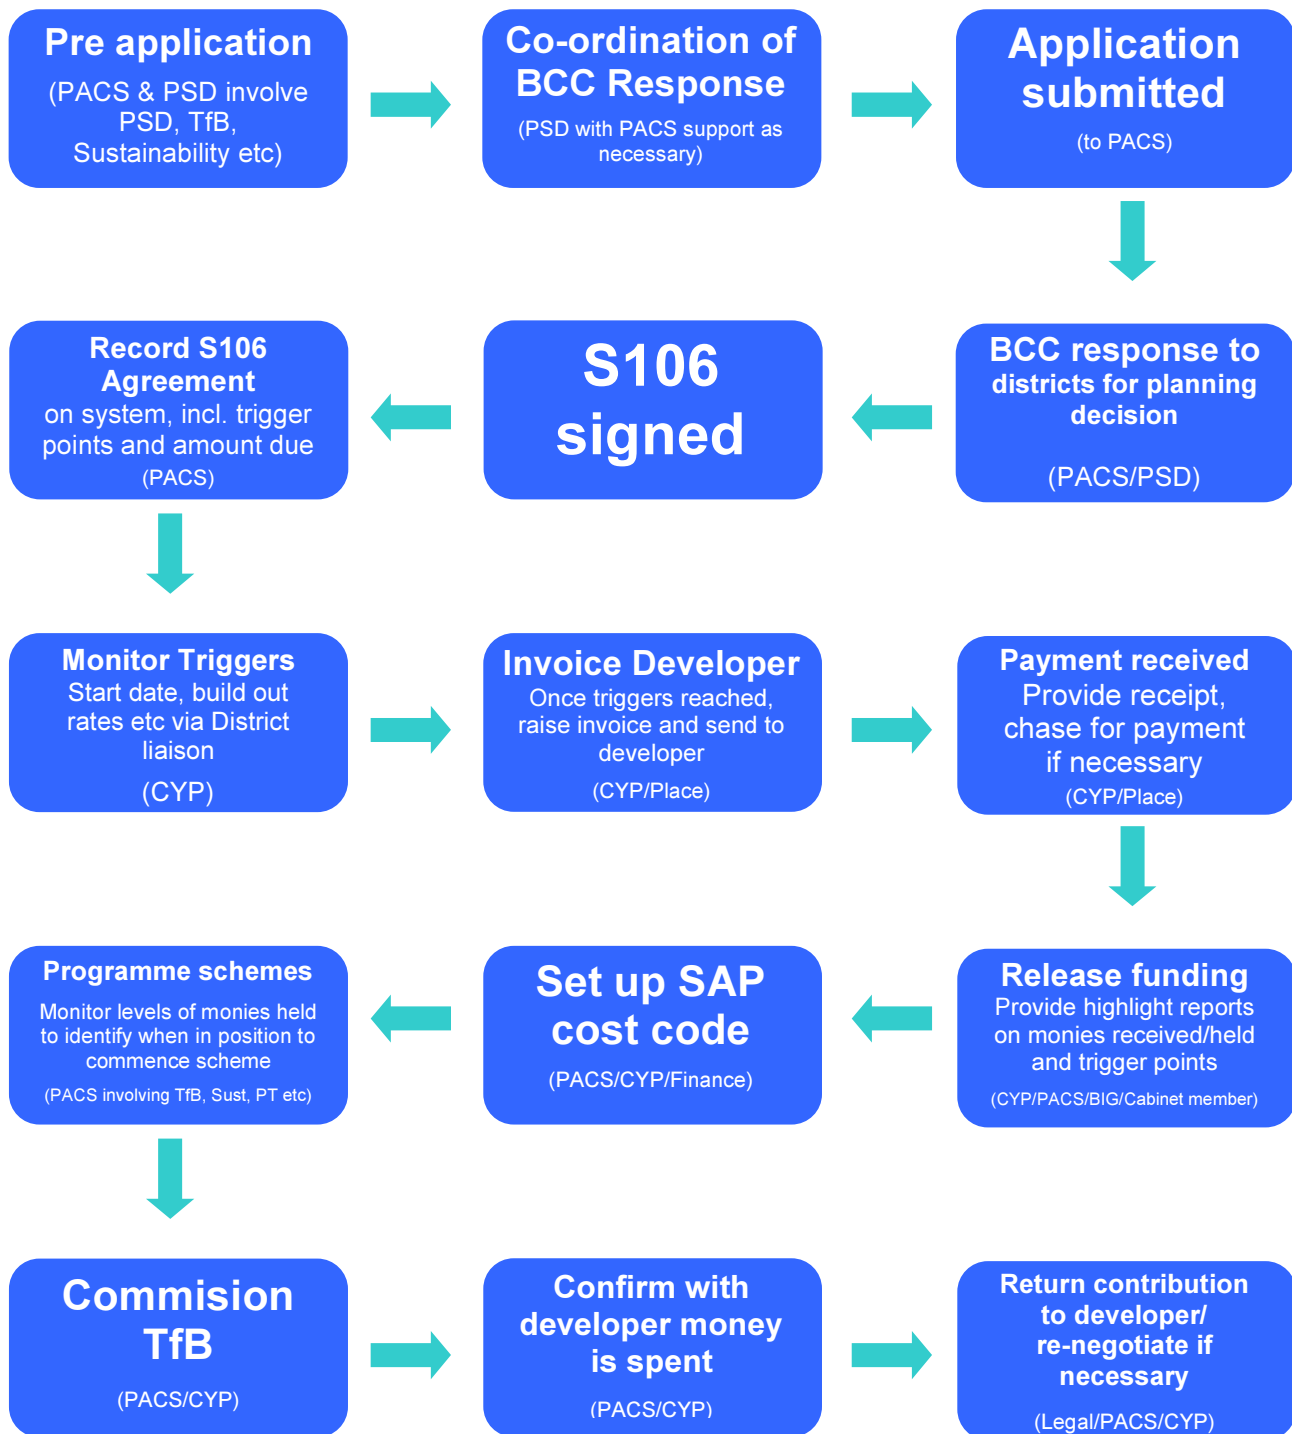 Pre application
(PACS & PSD involve
PSD, TfB,
Sustainability etc)
Co-ordination of
BCC Response
(PSD with PACS support as
necessary)
Application
submitted
(to PACS)
BCC response to
districts for planning
decision
(PACS/PSD)
S106
signed
Record S106
Agreement
on system, incl. trigger
points and amount due
(PACS)
Monitor Triggers
Start date, build out
rates etc via District
liaison
(CYP)
Invoice Developer
Once triggers reached,
raise invoice and send to
developer
(CYP/Place)
Payment received
Provide receipt,
chase for payment
if necessary
(CYP/Place)
Release funding
Provide highlight reports
on monies received/held
and trigger points
(CYP/PACS/BIG/Cabinet member)
Set up SAP
cost code
(PACS/CYP/Finance)
Programme schemes
Monitor levels of monies held
to identify when in position to
commence scheme
(PACS involving TfB, Sust, PT etc)
Commision
TfB
(PACS/CYP)
Confirm with
developer money
is spent
(PACS/CYP)
Return contribution
to developer/
re-negotiate if
necessary
(Legal/PACS/CYP)